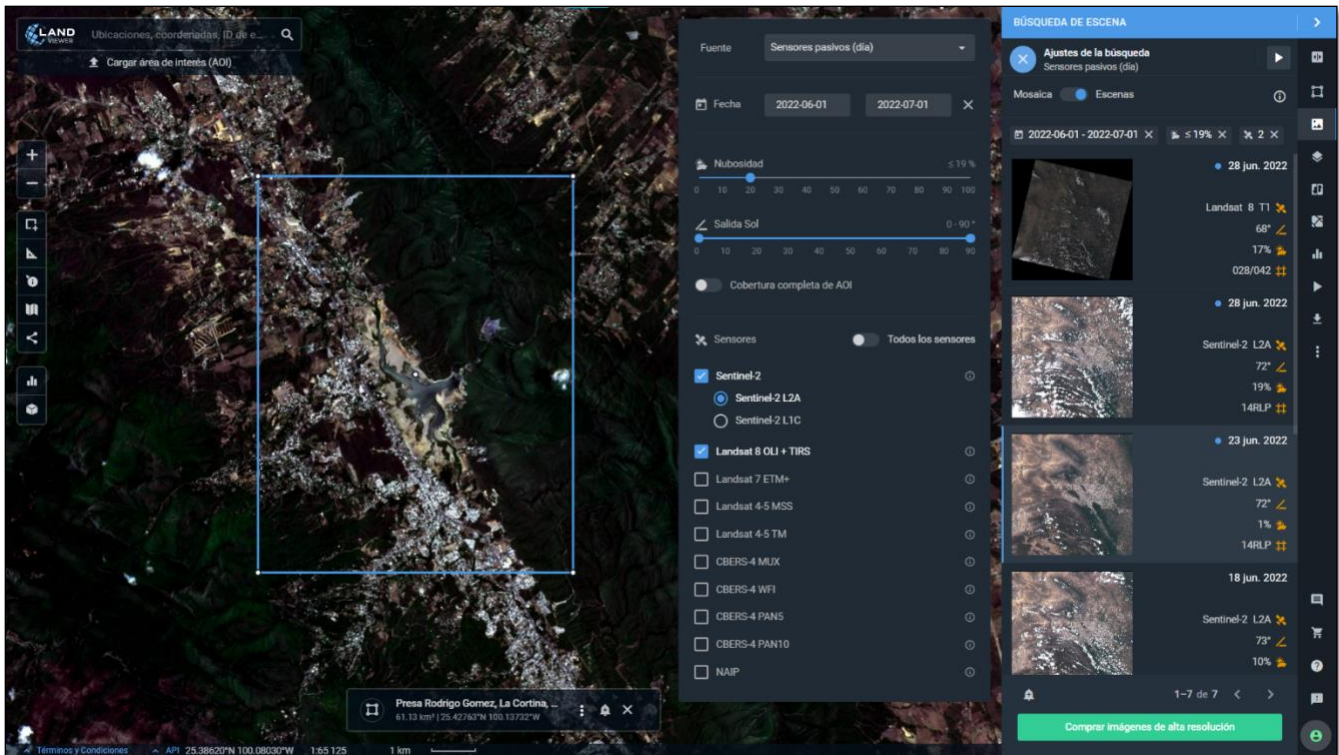 LAND
VIEWER
Ubicaciones, coordenadas, ID de e...
Cargar área de interés (AOI)
Fuente
Sensores pasivos (día)
Fecha
2022-06-01
2022-07-01
Nubosidad
≤ 19 %
0 10 20 30 40 50 60 70 80 90 100
Salida Sol
0 - 90 °
0 10 20 30 40 50 60 70 80 90
Cobertura completa de AOI
Sensores
Todos los sensores
Sentinel-2
Sentinel-2 L2A
Sentinel-2 L1C
Landsat 8 OLI + TIRS
Landsat 7 ETM+
Landsat 4-5 MSS
Landsat 4-5 TM
CBERS-4 MUX
CBERS-4 WFI
CBERS-4 PAN5
CBERS-4 PAN10
NAIP
BÚSQUEDA DE ESCENA
Ajustes de la búsqueda
Sensores pasivos (día)
Mosaica
Escenas
2022-06-01 - 2022-07-01
≤ 19%
2
28 jun. 2022
Landsat 8 T1
68°
17%
028/042
28 jun. 2022
Sentinel-2 L2A
72°
19%
14RLP
23 jun. 2022
Sentinel-2 L2A
72°
1%
14RLP
18 jun. 2022
Sentinel-2 L2A
73°
10%
1-7 de 7
Comprar imágenes de alta resolución
Presa Rodrigo Gomez, La Cortina, ...
61.13 km² | 25.42763°N 100.13732°W
Términos y Condiciones
API
25.38620°N 100.08030°W
1:65 125
1 km